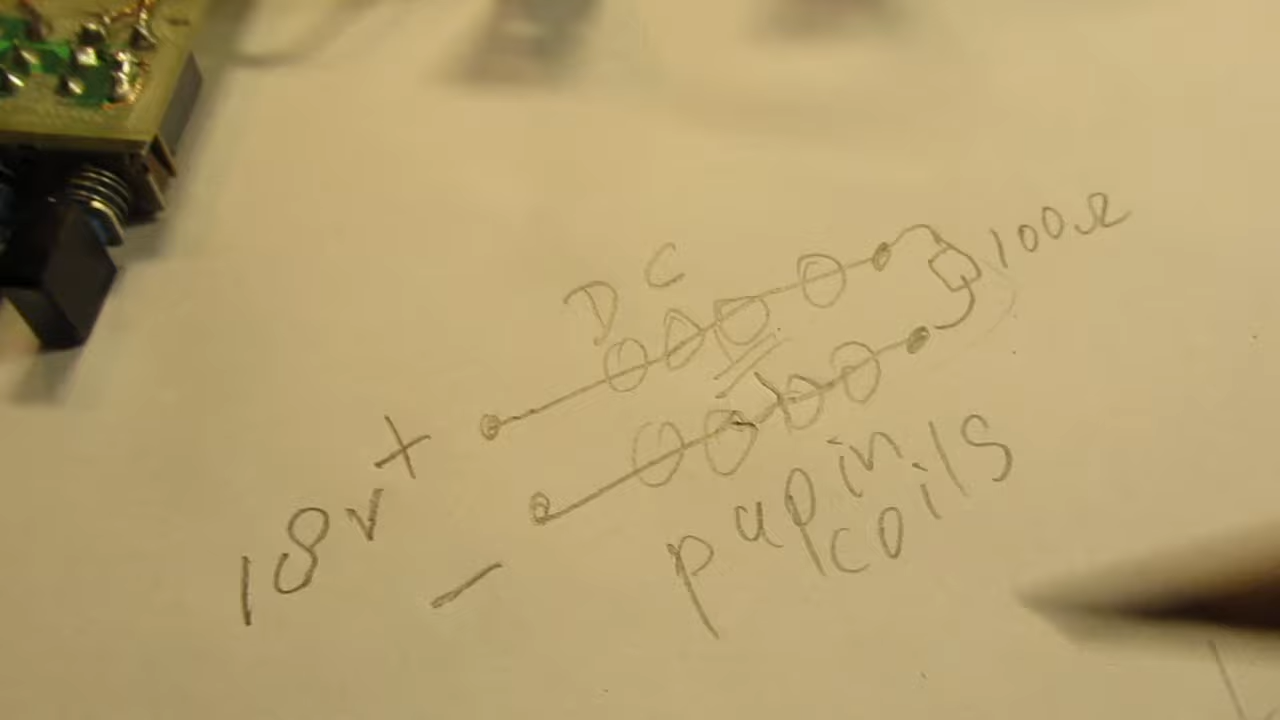 DC
100Ω
+
18v
−
pupin
coils